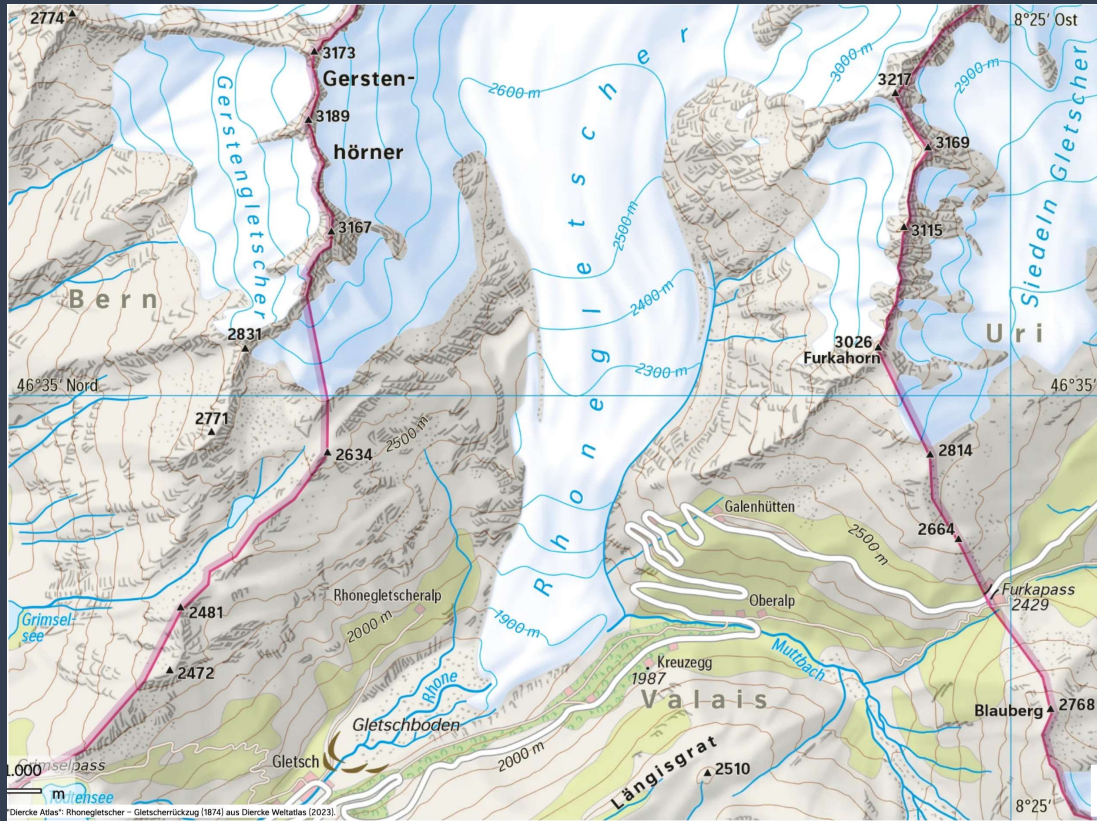 2774
8°25′ Ost
3173
Gersten-
hörner
3189
3167
Gerstengletscher
Rhonegletscher
2600 m
2500 m
2400 m
2300 m
1900 m
3000 m
3217
2900 m
3169
3115
Siedeln Gletscher
Bern
2831
3026
Furkahorn
Uri
46°35′ Nord
46°35′
2771
2500 m
2634
2814
Galenhütten
2500 m
2664
Furkapass
2429
Rhonegletscheralp
2000 m
Oberalp
2481
Grimsel-
see
2472
Kreuzegg
1987
Muttbach
Valais
Rhone
Gletschboden
Blauberg
2768
Gletsch
2000 m
Längisgrat
2510
Grimselpass
1.000
m
Todtensee
8°25′
"Diercke Atlas": Rhonegletscher – Gletscherrückzug (1874) aus Diercke Weltatlas (2023).